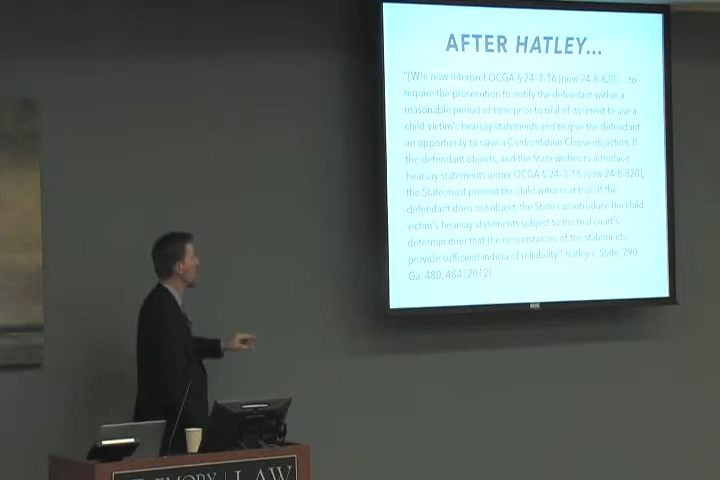 AFTER HATLEY...
"[W]e now interpret OCGA § 24-3-16 [now 24-8-820] ... to
require the prosecution to notify the defendant within a
reasonable period of time prior to trial of its intent to use a
child victim's hearsay statements and to give the defendant
an opportunity to raise a Confrontation Clause objection. If
the defendant objects, and the State wishes to introduce
hearsay statements under OCGA § 24-3-16 [now 24-8-820],
the State must present the child witness at trial; if the
defendant does not object, the State can introduce the child
victim's hearsay statements subject to the trial court's
determination that the circumstances of the statements
provide sufficient indicia of reliability." Hatley v. State, 290
Ga. 480, 484 (2012).
EMORY | LAW